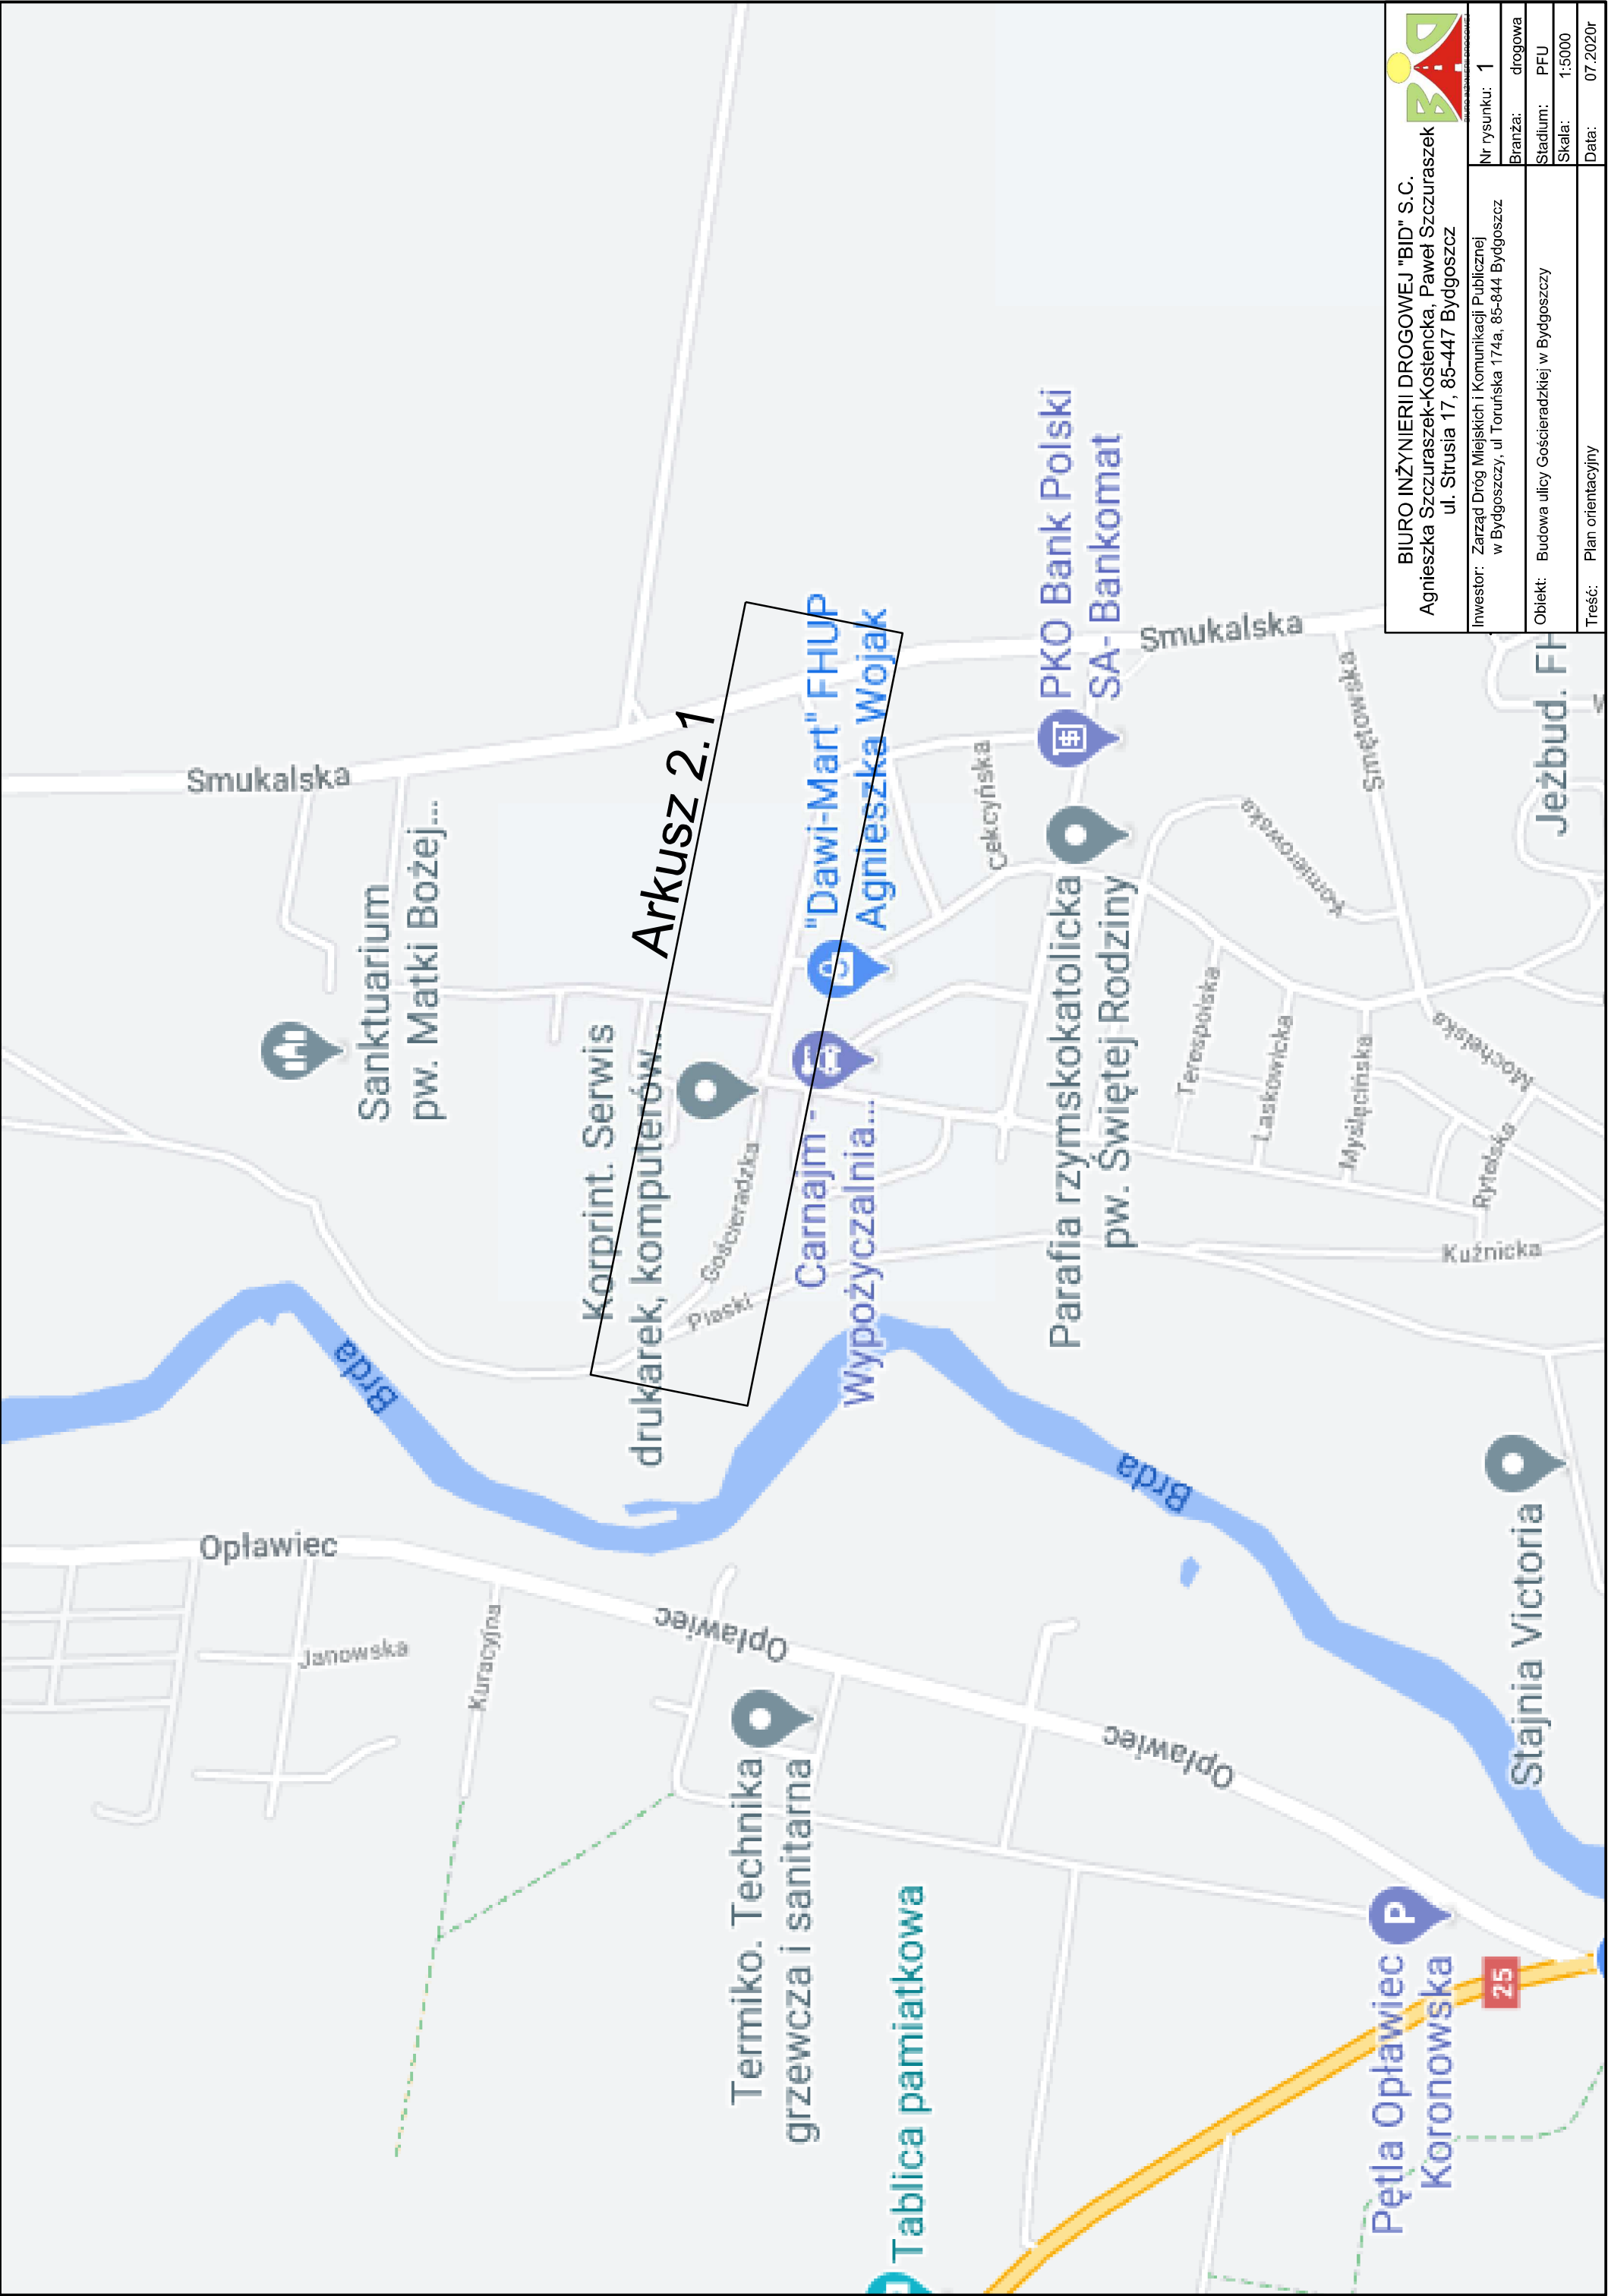 Smukalska
Sanktuarium
pw. Matki Bożej...
Brda
Opławiec
Janowska
Kuracyjna
Arkusz 2.1
Korprint. Serwis
drukarek, komputerów...
Gościeradzka
Piaski
"Dawi-Mart" FHUP
Agnieszka Wojak
Carnajm -
Wypożyczalnia...
Opławiec
Termiko. Technika
grzewcza i sanitarna
Tablica pamiatkowa
PKO Bank Polski
SA- Bankomat
Cekcyńska
Smukalska
Parafia rzymskokatolicka
pw. Świętej Rodziny
Smętowska
Komierowska
Terespolska
Laskowicka
Myślęcińska
Mochelska
Rytelska
Kuźnicka
Brda
Opławiec
Stajnia Victoria
Jeżbud. FH
Pętla Opławiec
Koronowska
P
25
BIURO INŻYNIERII DROGOWEJ "BID" S.C.
Agnieszka Szczuraszek-Kostencka, Paweł Szczuraszek
ul. Strusia 17, 85-447 Bydgoszcz
BID
BIURO INŻYNIERII DROGOWEJ
Inwestor: Zarząd Dróg Miejskich i Komunikacji Publicznej
w Bydgoszczy, ul Toruńska 174a, 85-844 Bydgoszcz
Nr rysunku: 1
Branża: drogowa
Obiekt: Budowa ulicy Gościeradzkiej w Bydgoszczy
Stadium: PFU
Skala: 1:5000
Treść: Plan orientacyjny
Data: 07.2020r